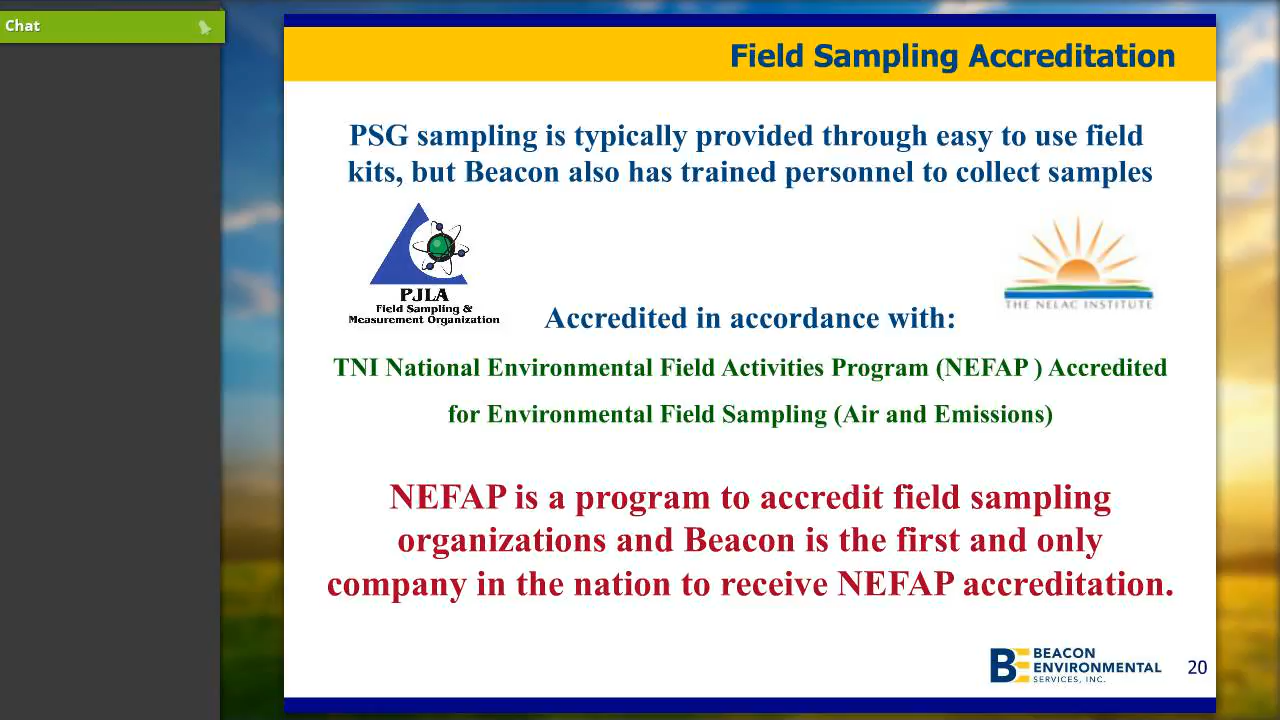 Chat
Field Sampling Accreditation
PSG sampling is typically provided through easy to use field
kits, but Beacon also has trained personnel to collect samples
PJLA
Field Sampling &
Measurement Organization
THE NELAC INSTITUTE
Accredited in accordance with:
TNI National Environmental Field Activities Program (NEFAP ) Accredited
for Environmental Field Sampling (Air and Emissions)
NEFAP is a program to accredit field sampling
organizations and Beacon is the first and only
company in the nation to receive NEFAP accreditation.
BE BEACON
ENVIRONMENTAL
SERVICES, INC.
20